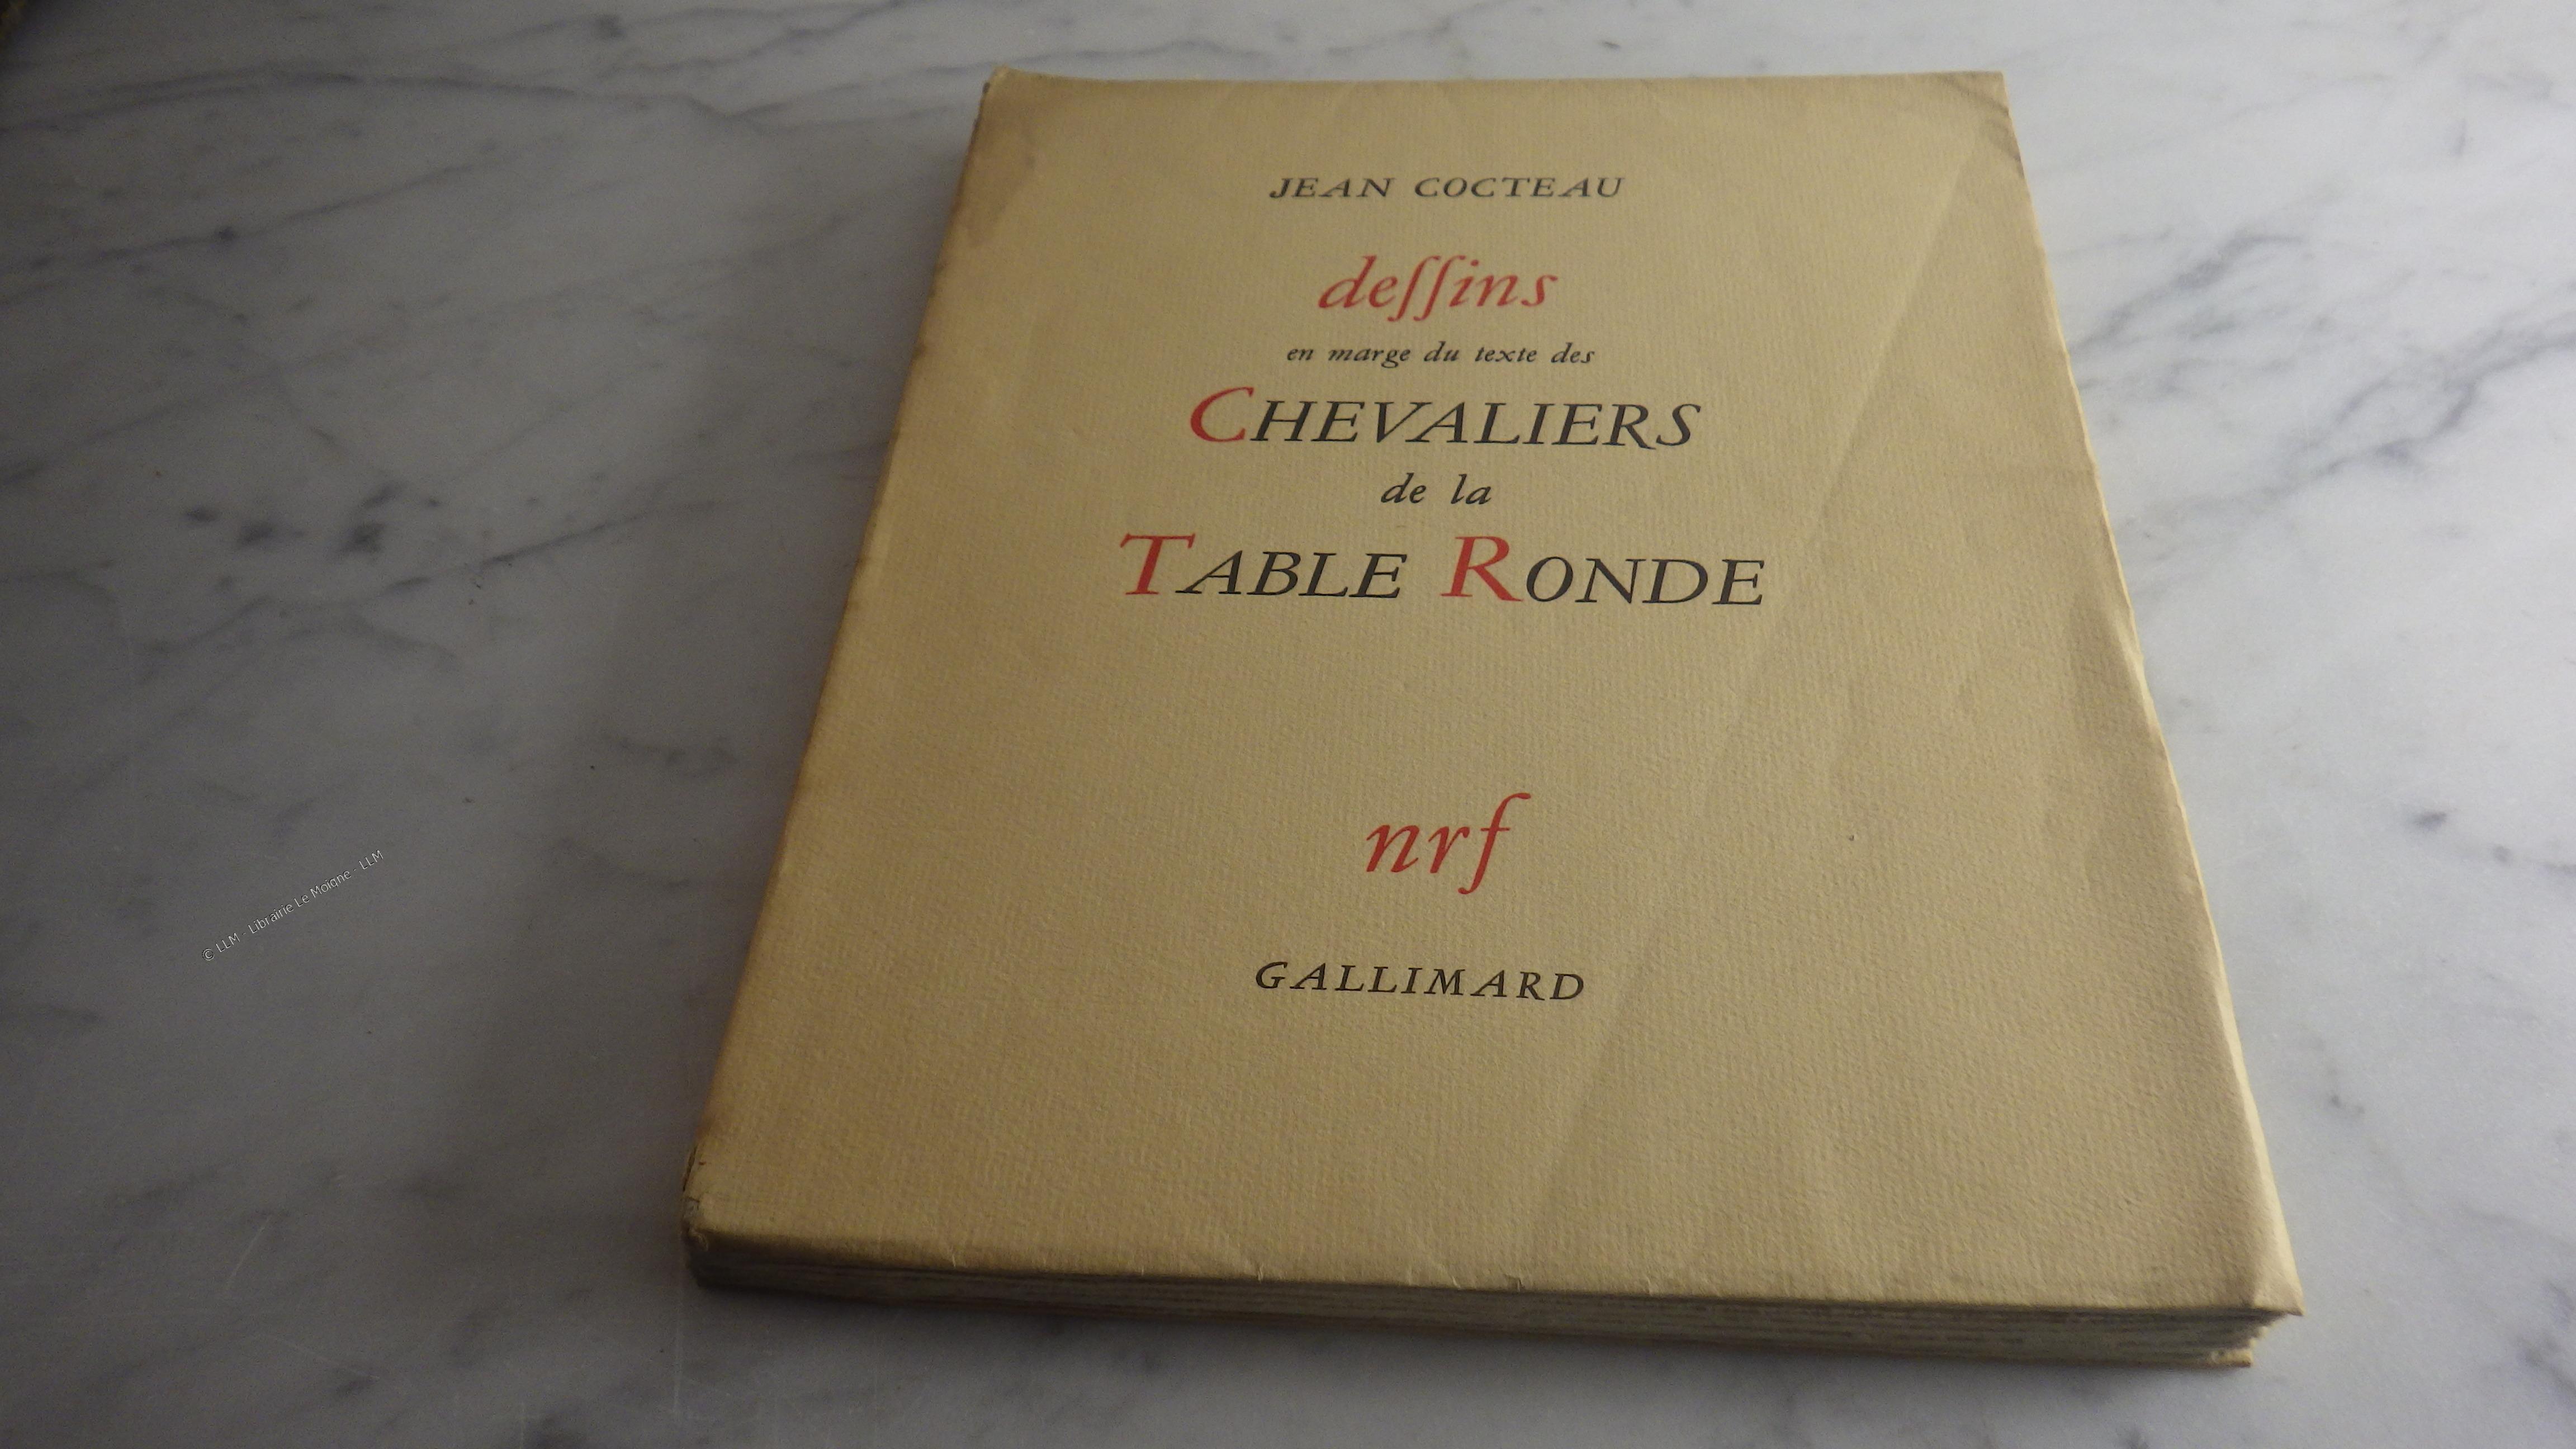 JEAN COCTEAU
deſſins
en marge du texte des
CHEVALIERS
de la
TABLE RONDE
nrf
GALLIMARD
© LLM - Librairie Le Moigne - LLM